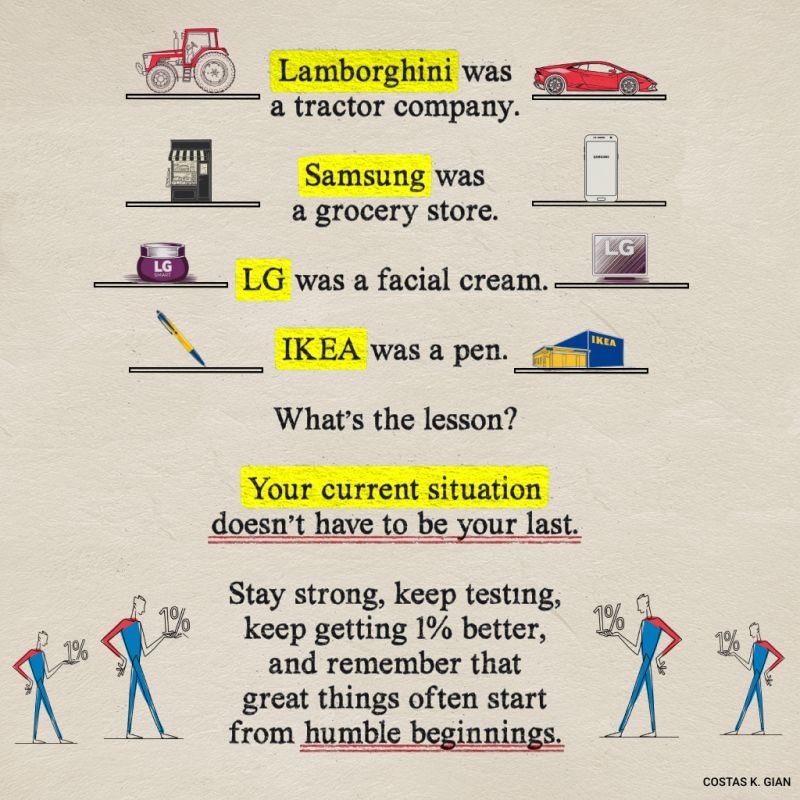 Lamborghini was
a tractor company.
Samsung was
a grocery store.
SAMSUNG
LG
SMART
LG was a facial cream.
LG
IKEA was a pen.
IKEA
What's the lesson?
Your current situation
doesn't have to be your last.
Stay strong, keep testing,
keep getting 1% better,
and remember that
great things often start
from humble beginnings.
1%
1%
1%
1%
COSTAS K. GIAN